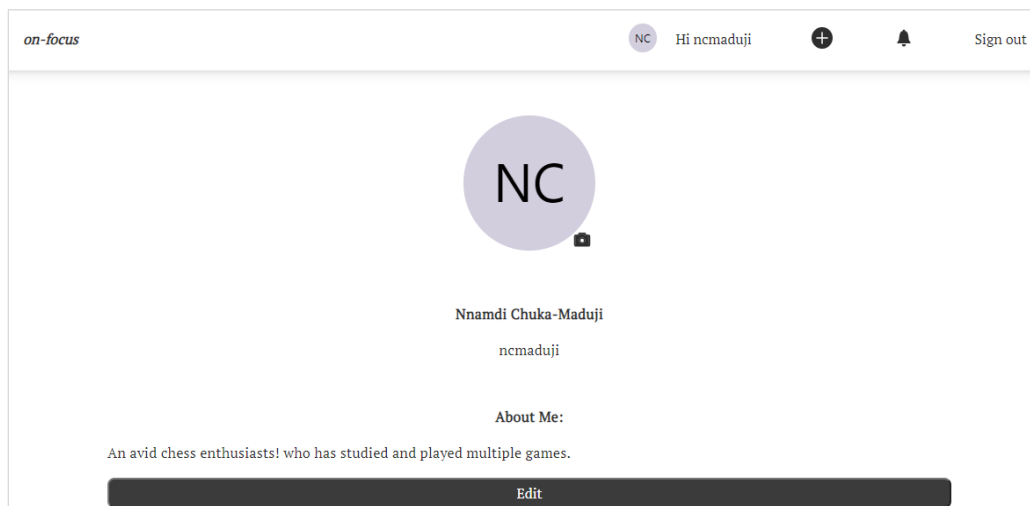 on-focus
NC Hi ncmaduji Sign out
NC
Nnamdi Chuka-Maduji
ncmaduji
About Me:
An avid chess enthusiasts! who has studied and played multiple games.
Edit